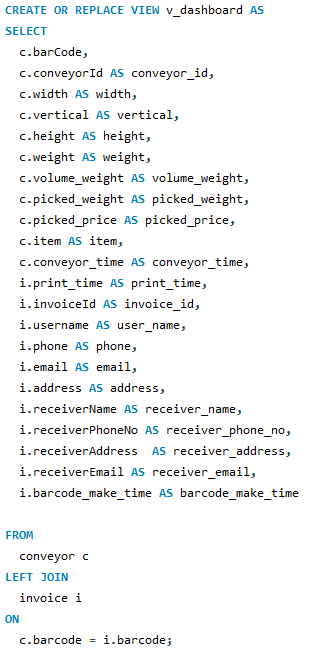 CREATE OR REPLACE VIEW v_dashboard AS
SELECT
  c.barCode,
  c.conveyorId AS conveyor_id,
  c.width AS width,
  c.vertical AS vertical,
  c.height AS height,
  c.weight AS weight,
  c.volume_weight AS volume_weight,
  c.picked_weight AS picked_weight,
  c.picked_price AS picked_price,
  c.item AS item,
  c.conveyor_time AS conveyor_time,
  i.print_time AS print_time,
  i.invoiceId AS invoice_id,
  i.username AS user_name,
  i.phone AS phone,
  i.email AS email,
  i.address AS address,
  i.receiverName AS receiver_name,
  i.receiverPhoneNo AS receiver_phone_no,
  i.receiverAddress  AS receiver_address,
  i.receiverEmail AS receiver_email,
  i.barcode_make_time AS barcode_make_time

FROM
  conveyor c
LEFT JOIN
  invoice i
ON
  c.barcode = i.barcode;